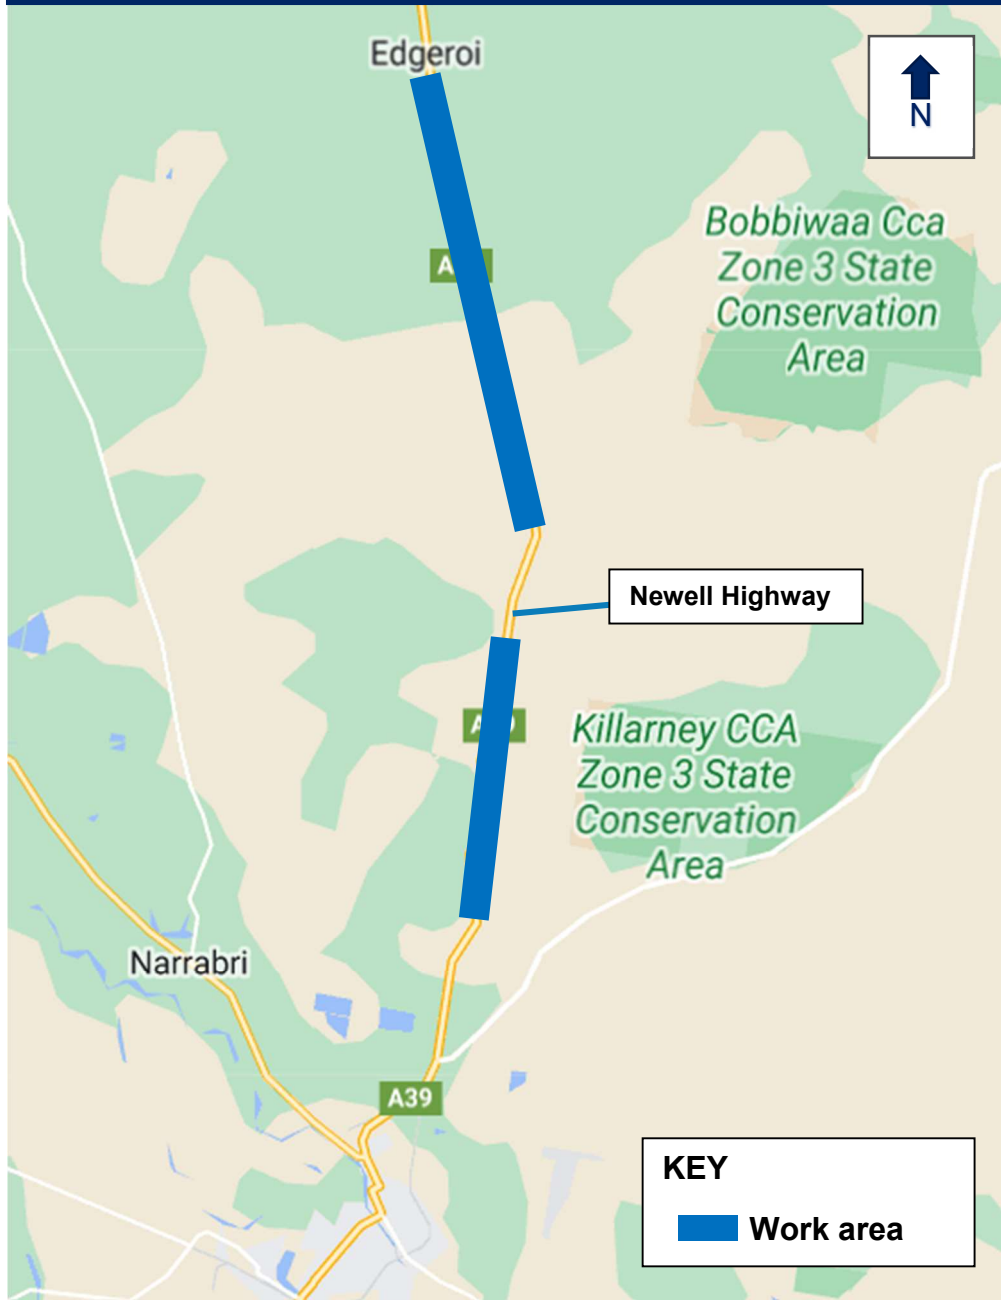 Edgeroi
N
Bobbiwaa Cca
Zone 3 State
Conservation
Area
Newell Highway
Killarney CCA
Zone 3 State
Conservation
Area
Narrabri
A39
KEY
Work area